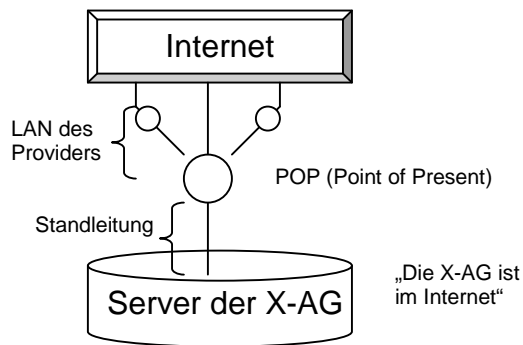 Internet
LAN des
Providers
POP (Point of Present)
Standleitung
Server der X-AG
„Die X-AG ist
im Internet“